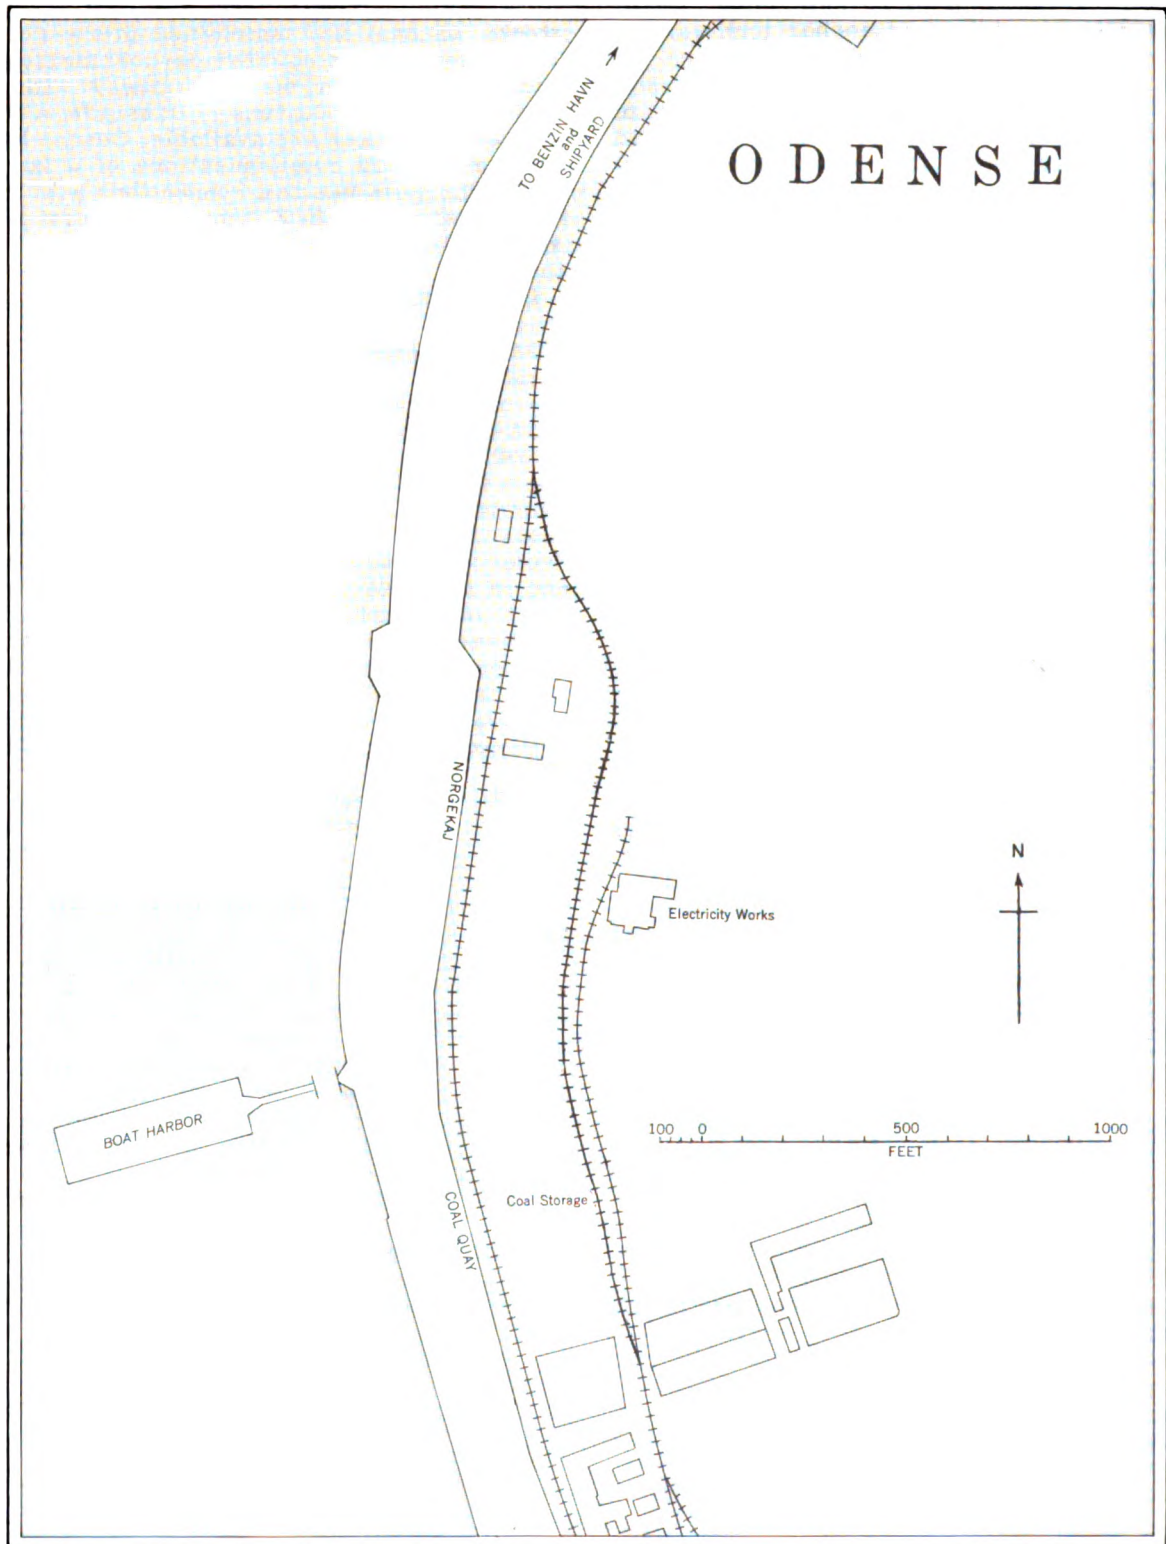 TO BENZIN HAVN
and
SHIPYARD
ODENSE
NORGEKAJ
N
Electricity Works
BOAT HARBOR
100 0 500 1000
FEET
COAL QUAY
Coal Storage